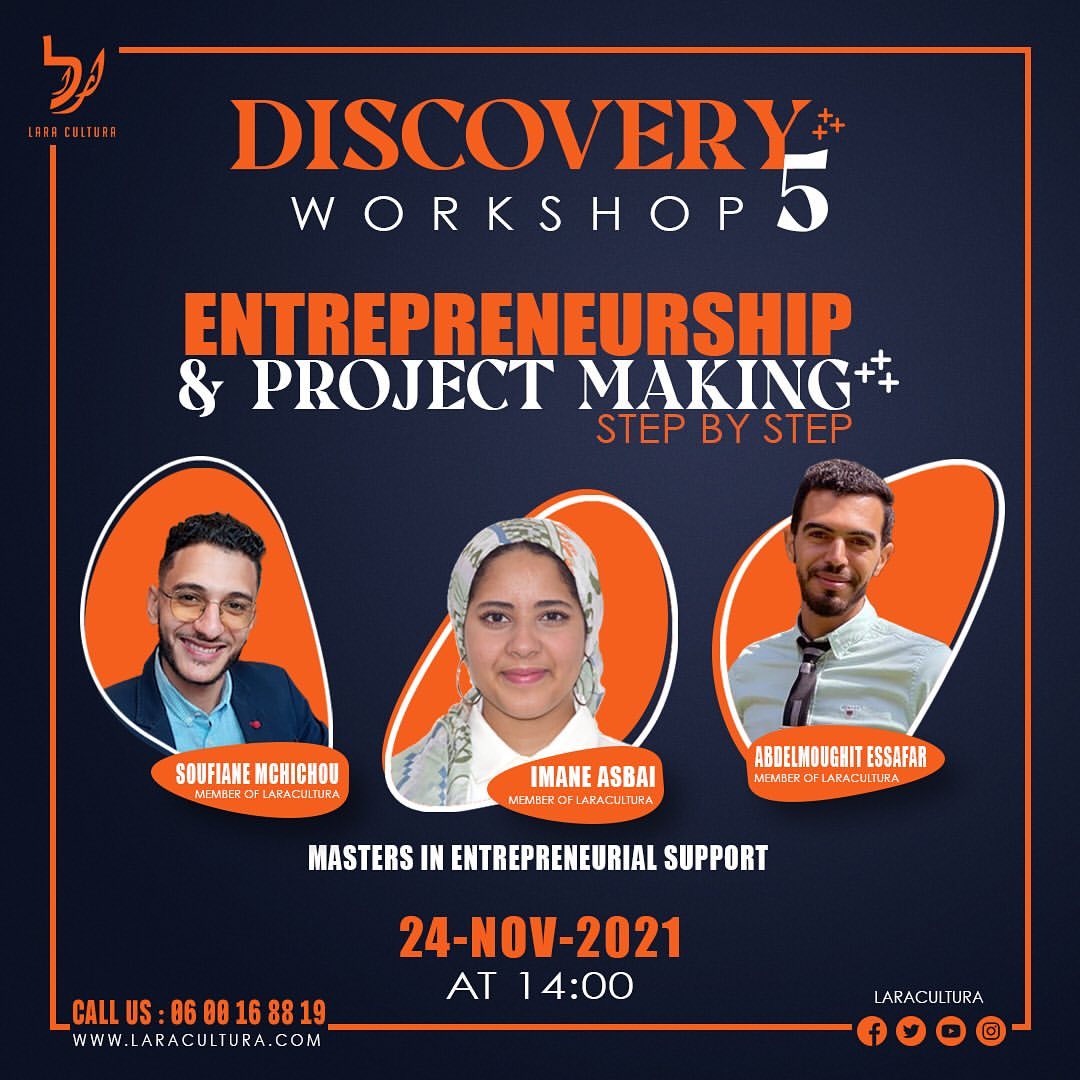 LARA CULTURA
DISCOVERY
WORKSHOP 5
ENTREPRENEURSHIP
& PROJECT MAKING
STEP BY STEP
SOUFIANE MCHICHOU
MEMBER OF LARACULTURA
IMANE ASBAI
MEMBER OF LARACULTURA
ABDELMOUGHIT ESSAFAR
MEMBER OF LARACULTURA
MASTERS IN ENTREPRENEURIAL SUPPORT
24-NOV-2021
AT 14:00
CALL US : 06 00 16 88 19
WWW.LARACULTURA.COM
LARACULTURA